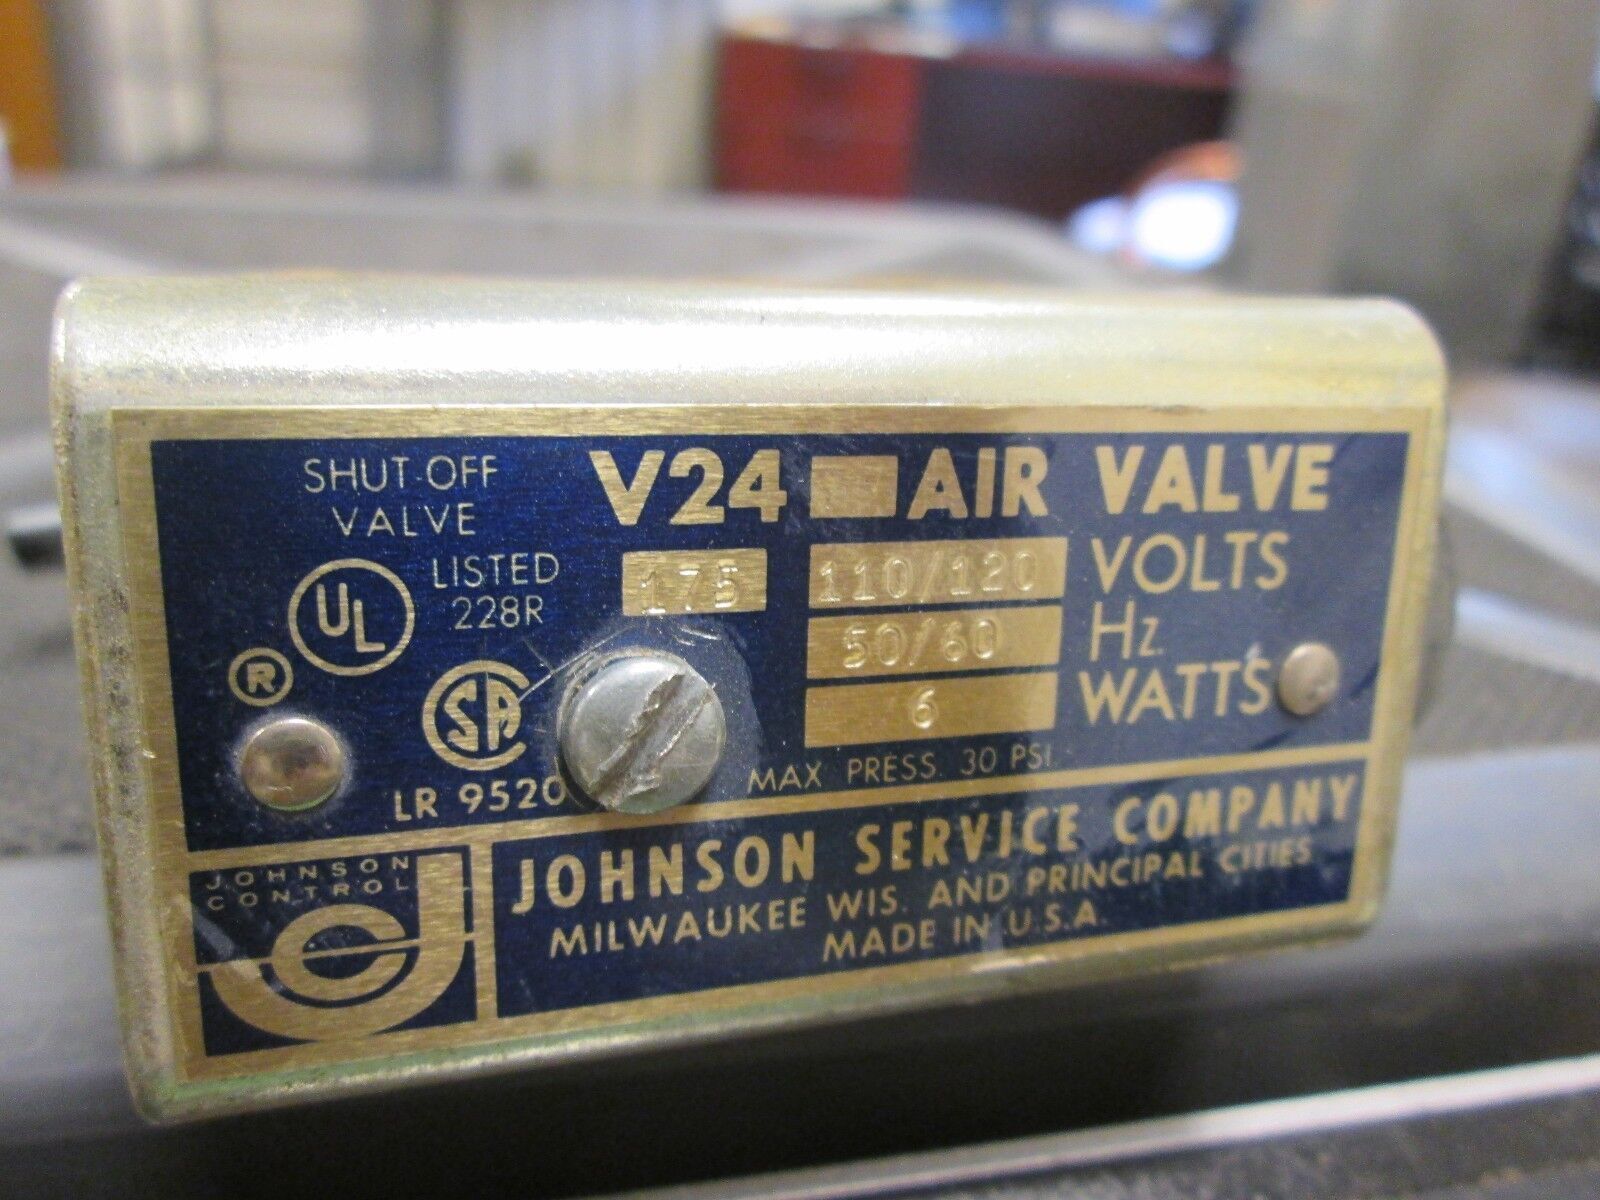 SHUT-OFF
VALVE
V24 AIR VALVE
UL
LISTED
228R
175
110/120 VOLTS
50/60 Hz.
6 WATTS
®
CSA
LR 9520
MAX PRESS. 30 PSI.
JOHNSON
CONTROL
JOHNSON SERVICE COMPANY
MILWAUKEE WIS. AND PRINCIPAL CITIES
MADE IN U.S.A.